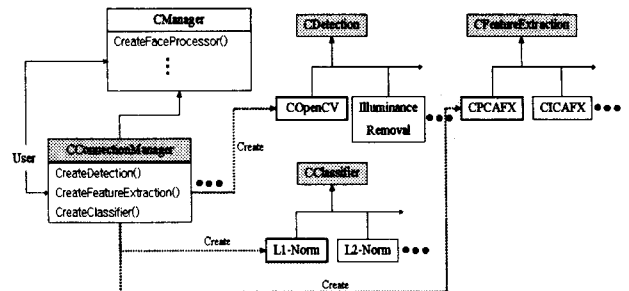 CManager
CreateFaceProcessor()
User
CConnectionManager
CreateDetection()
CreateFeatureExtraction()
CreateClassifier()
Create
CDetection
COpenCV
Illuminance
Removal
CFeatureExtraction
CPCAFX
CICAFX
CClassifier
Create
L1-Norm
L2-Norm
Create